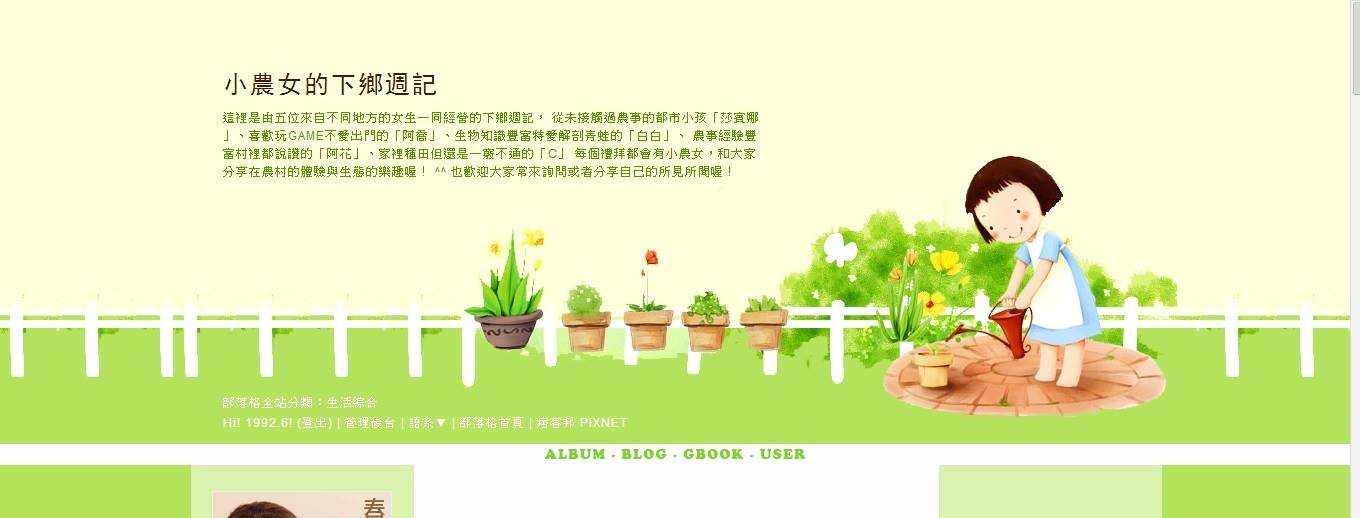 小農女的下鄉週記
這裡是由五位來自不同地方的女生一同經營的下鄉週記， 從未接觸過農事的都市小孩「莎賓娜
」、喜歡玩GAME不愛出門的「阿喬」、生物知識豐富特愛解剖青蛙的「白白」、 農事經驗豐
富村裡都說讚的「阿花」、家裡種田但還是一竅不通的「C」 每個禮拜都會有小農女，和大家
分享在農村的體驗與生態的樂趣喔！ ^^ 也歡迎大家常來詢問或者分享自己的所見所聞喔！
部落格全站分類：生活綜合
Hi! 1992.6! (登出) | 管理後台 | 語系▼ | 部落格首頁 | 痞客邦 PIXNET
ALBUM - BLOG - GBOOK - USER
春